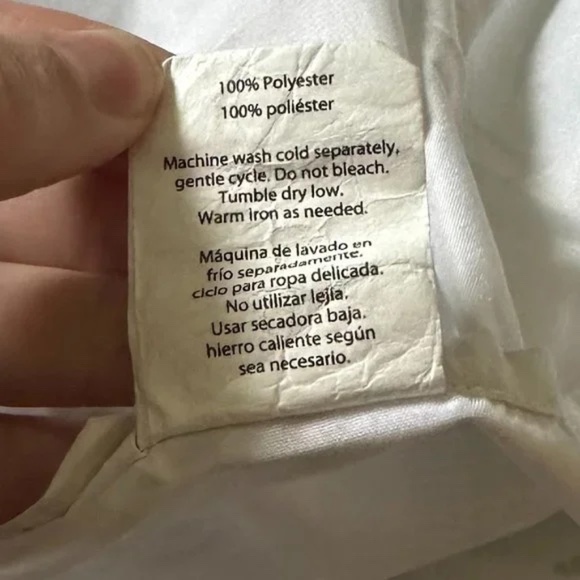 100% Polyester
100% poliéster
Machine wash cold separately,
gentle cycle. Do not bleach.
Tumble dry low.
Warm iron as needed.
Máquina de lavado en
frío separadamente.
ciclo para ropa delicada.
No utilizar lejía.
Usar secadora baja.
hierro caliente según
sea necesario.